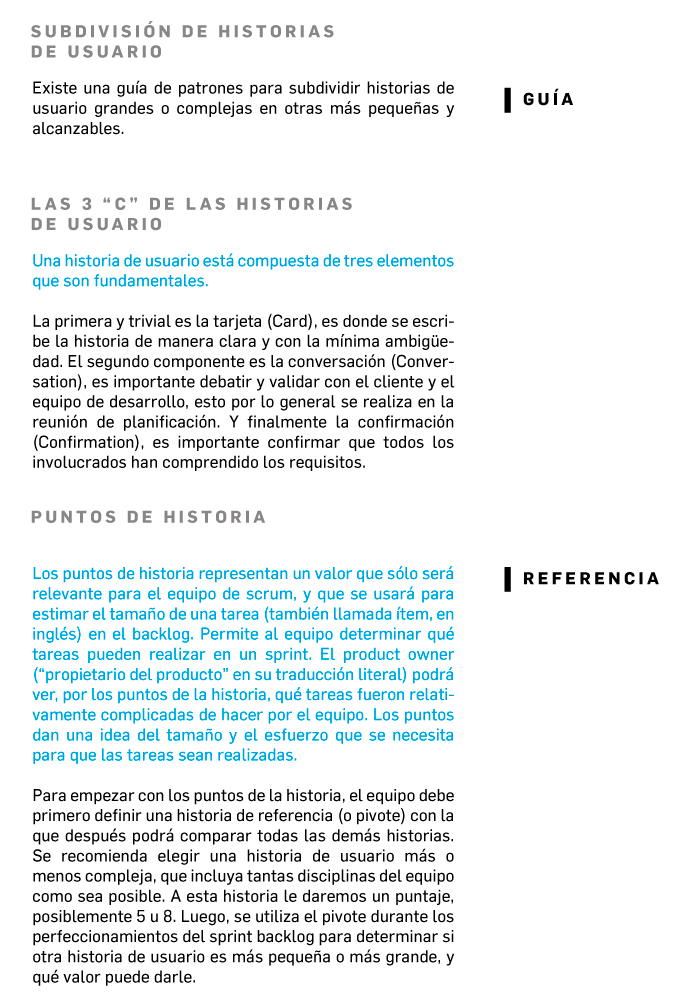 SUBDIVISIÓN DE HISTORIAS
DE USUARIO
Existe una guía de patrones para subdividir historias de
usuario grandes o complejas en otras más pequeñas y
alcanzables.
GUÍA
LAS 3 “C” DE LAS HISTORIAS
DE USUARIO
Una historia de usuario está compuesta de tres elementos
que son fundamentales.
La primera y trivial es la tarjeta (Card), es donde se escri-
be la historia de manera clara y con la mínima ambigüe-
dad. El segundo componente es la conversación (Conver-
sation), es importante debatir y validar con el cliente y el
equipo de desarrollo, esto por lo general se realiza en la
reunión de planificación. Y finalmente la confirmación
(Confirmation), es importante confirmar que todos los
involucrados han comprendido los requisitos.
PUNTOS DE HISTORIA
Los puntos de historia representan un valor que sólo será
relevante para el equipo de scrum, y que se usará para
estimar el tamaño de una tarea (también llamada ítem, en
inglés) en el backlog. Permite al equipo determinar qué
tareas pueden realizar en un sprint. El product owner
(“propietario del producto” en su traducción literal) podrá
ver, por los puntos de la historia, qué tareas fueron relati-
vamente complicadas de hacer por el equipo. Los puntos
dan una idea del tamaño y el esfuerzo que se necesita
para que las tareas sean realizadas.
REFERENCIA
Para empezar con los puntos de la historia, el equipo debe
primero definir una historia de referencia (o pivote) con la
que después podrá comparar todas las demás historias.
Se recomienda elegir una historia de usuario más o
menos compleja, que incluya tantas disciplinas del equipo
como sea posible. A esta historia le daremos un puntaje,
posiblemente 5 u 8. Luego, se utiliza el pivote durante los
perfeccionamientos del sprint backlog para determinar si
otra historia de usuario es más pequeña o más grande, y
qué valor puede darle.